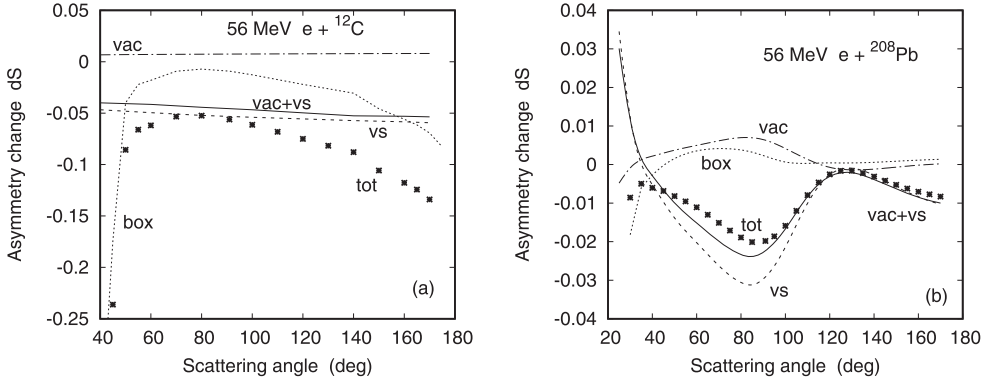 56 MeV e + ¹²C
vac
vac+vs
vs
tot
box
(a)
0.05
0
-0.05
-0.1
-0.15
-0.2
-0.25
40 60 80 100 120 140 160 180
Asymmetry change dS
Scattering angle (deg)
56 MeV e + ²⁰⁸Pb
vac
box
tot
vac+vs
vs
(b)
0.04
0.03
0.02
0.01
0
-0.01
-0.02
-0.03
-0.04
20 40 60 80 100 120 140 160 180
Asymmetry change dS
Scattering angle (deg)